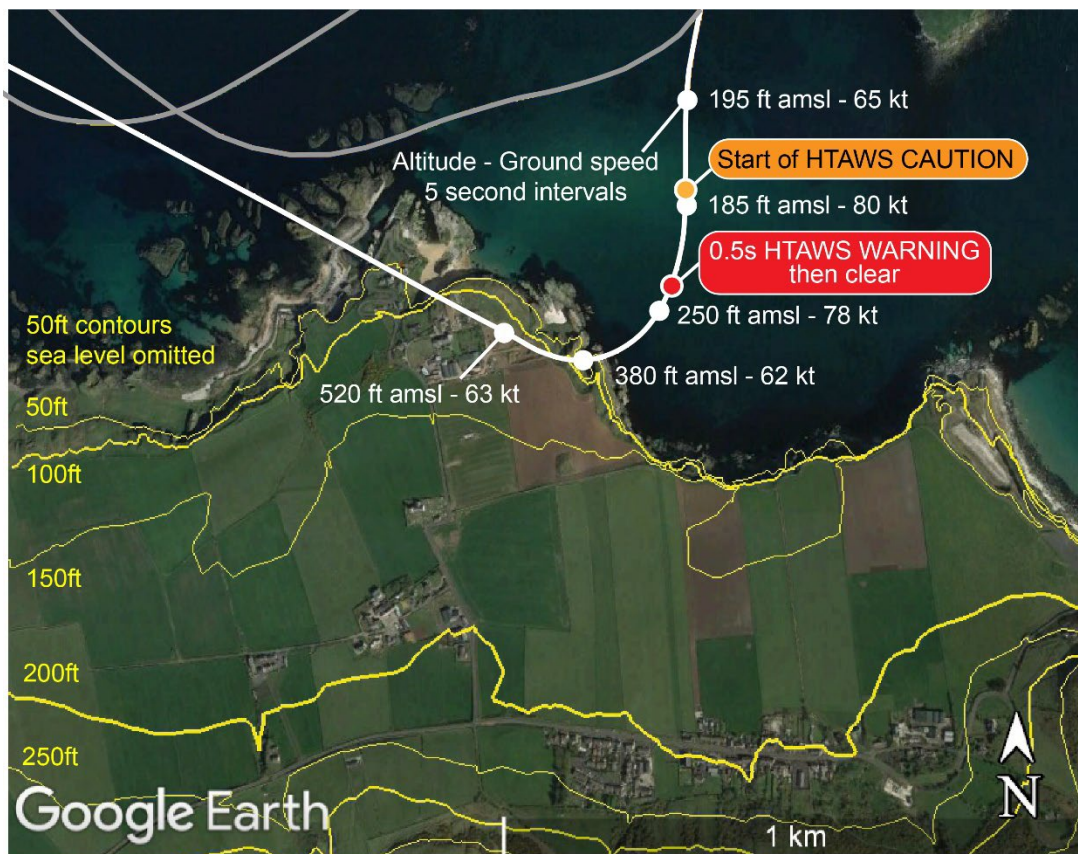 195 ft amsl - 65 kt
Altitude - Ground speed
5 second intervals
Start of HTAWS CAUTION
185 ft amsl - 80 kt
0.5s HTAWS WARNING
then clear
250 ft amsl - 78 kt
50ft contours
sea level omitted
380 ft amsl - 62 kt
520 ft amsl - 63 kt
50ft
100ft
150ft
200ft
250ft
N
Google Earth
1 km